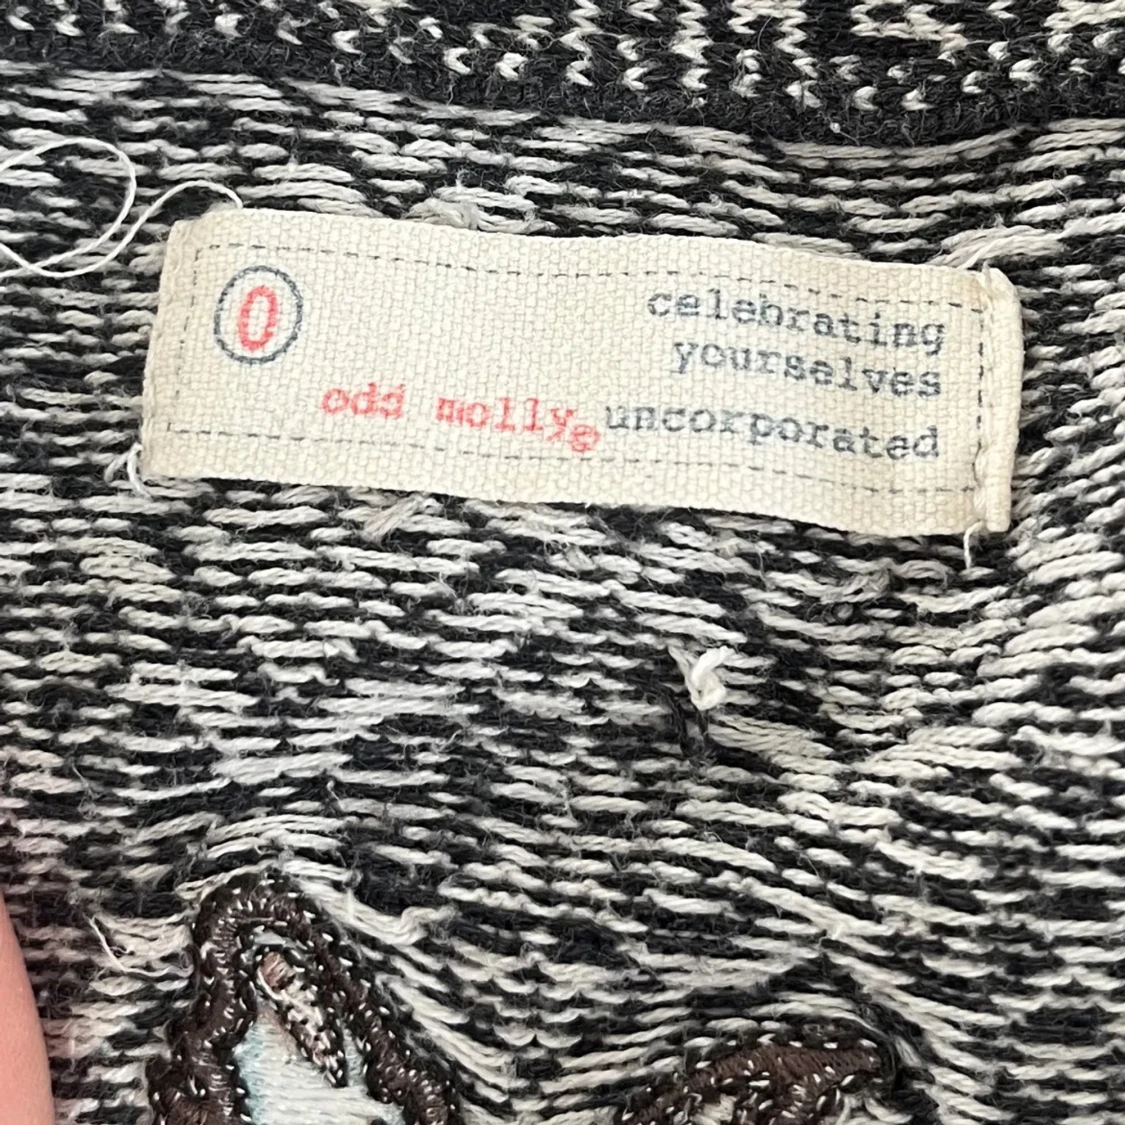 0
celebrating
yourselves
odd molly® uncorporated